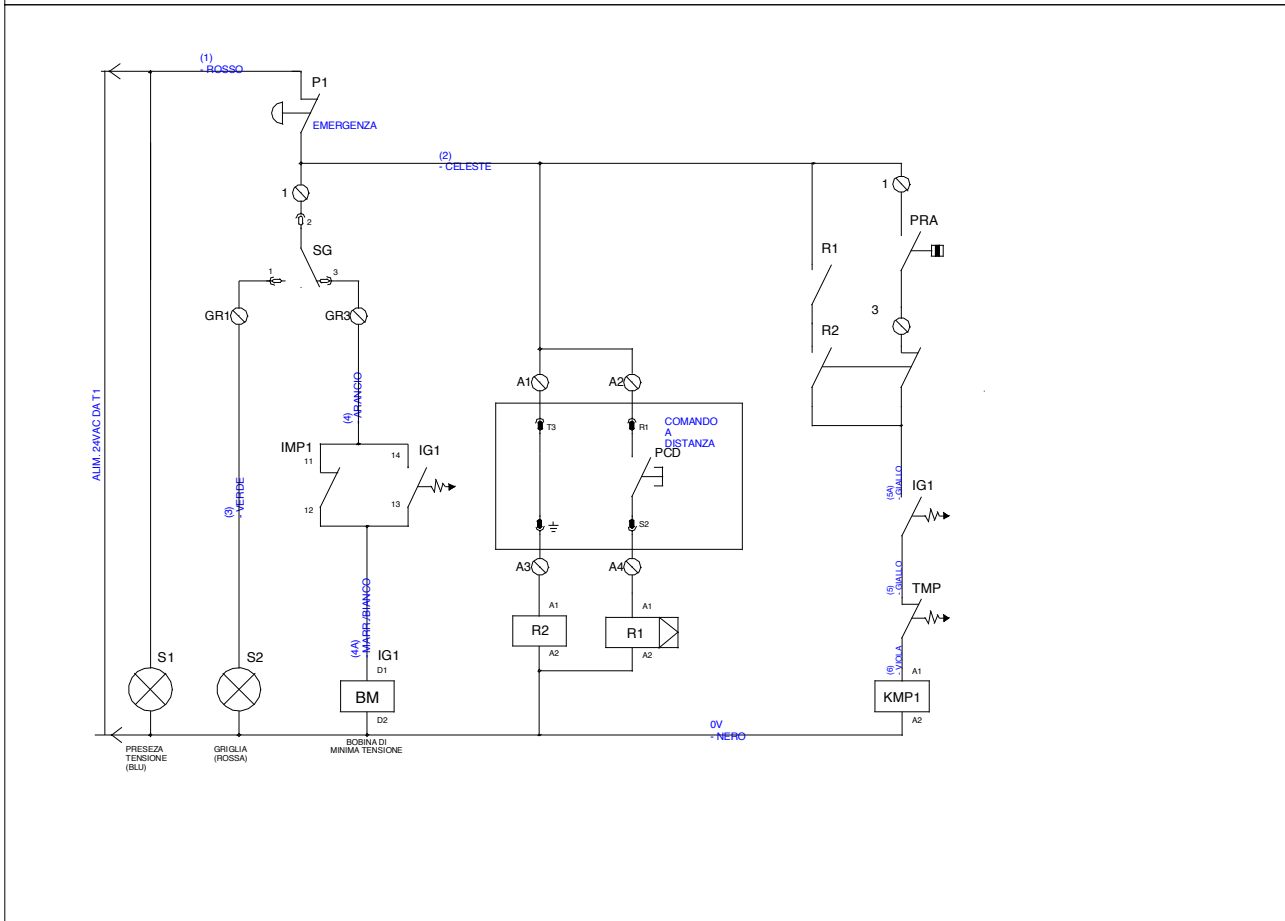 (1)
- ROSSO
P1
EMERGENZA
(2)
- CELESTE
1
2
SG
1
3
GR1
GR3
ALIM. 24VAC DA T1
(3)
- VERDE
(4)
- ARANCIO
IMP1
11
12
14
13
IG1
(4A)
- MARR./BIANCO
IG1
D1
BM
D2
BOBINA DI
MINIMA TENSIONE
S1
PRESEZA
TENSIONE
(BLU)
S2
GRIGLIA
(ROSSA)
A1
A2
T3
R1
COMANDO
A
DISTANZA
PCD
S2
A3
A4
A1
R2
A2
A1
R1
A2
0V
- NERO
1
PRA
R1
3
R2
(5A)
- GIALLO
IG1
(5)
- GIALLO
TMP
(6)
- VIOLA
A1
KMP1
A2